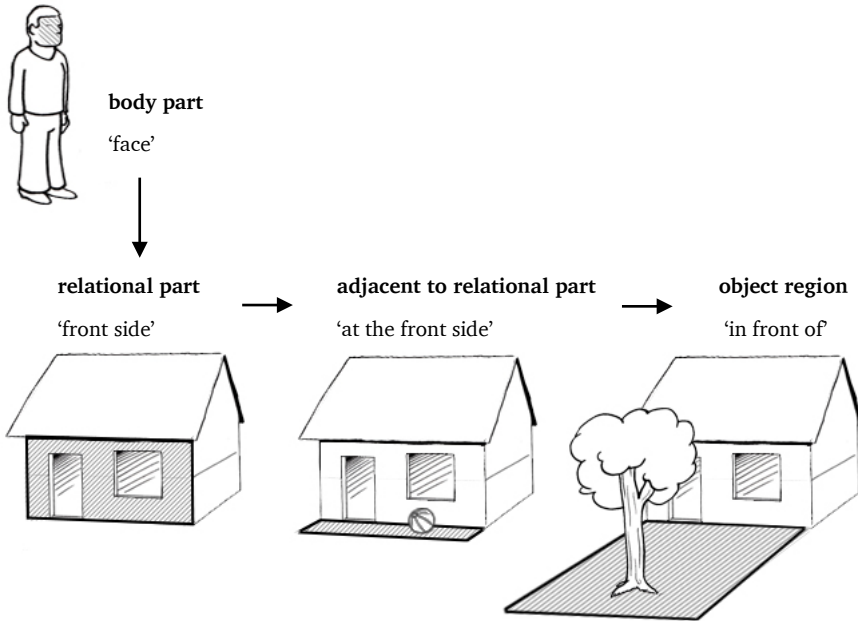 body part
‘face’
relational part
‘front side’
adjacent to relational part
‘at the front side’
object region
‘in front of’